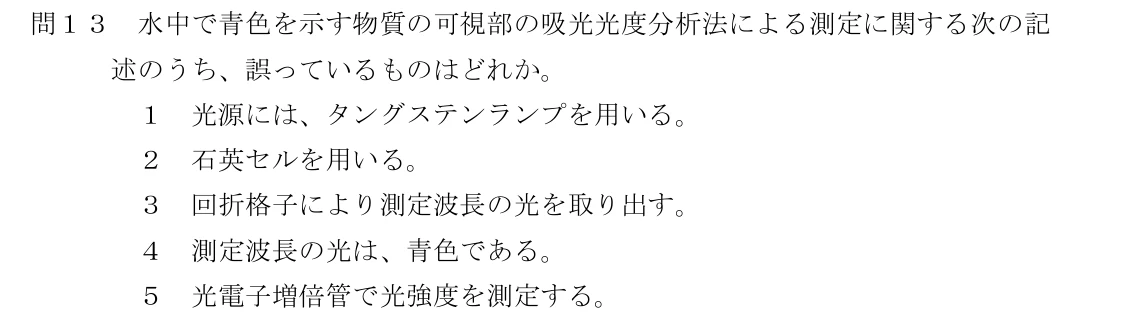 問１３　水中で青色を示す物質の可視部の吸光光度分析法による測定に関する次の記
述のうち、誤っているものはどれか。
１　光源には、タングステンランプを用いる。
２　石英セルを用いる。
３　回折格子により測定波長の光を取り出す。
４　測定波長の光は、青色である。
５　光電子増倍管で光強度を測定する。